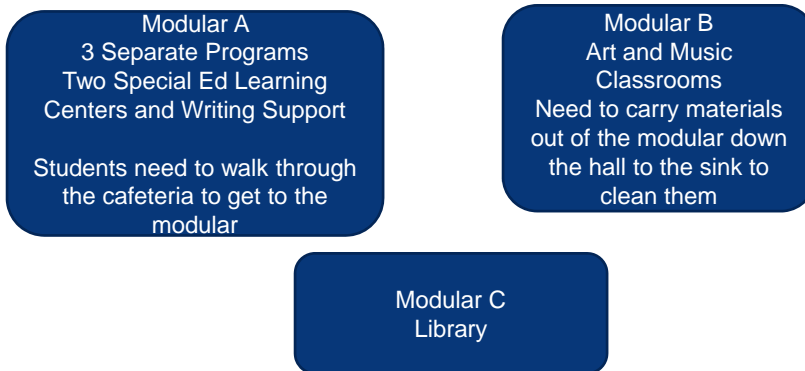 Modular A
3 Separate Programs
Two Special Ed Learning
Centers and Writing Support
Students need to walk through
the cafeteria to get to the
modular
Modular B
Art and Music
Classrooms
Need to carry materials
out of the modular down
the hall to the sink to
clean them
Modular C
Library